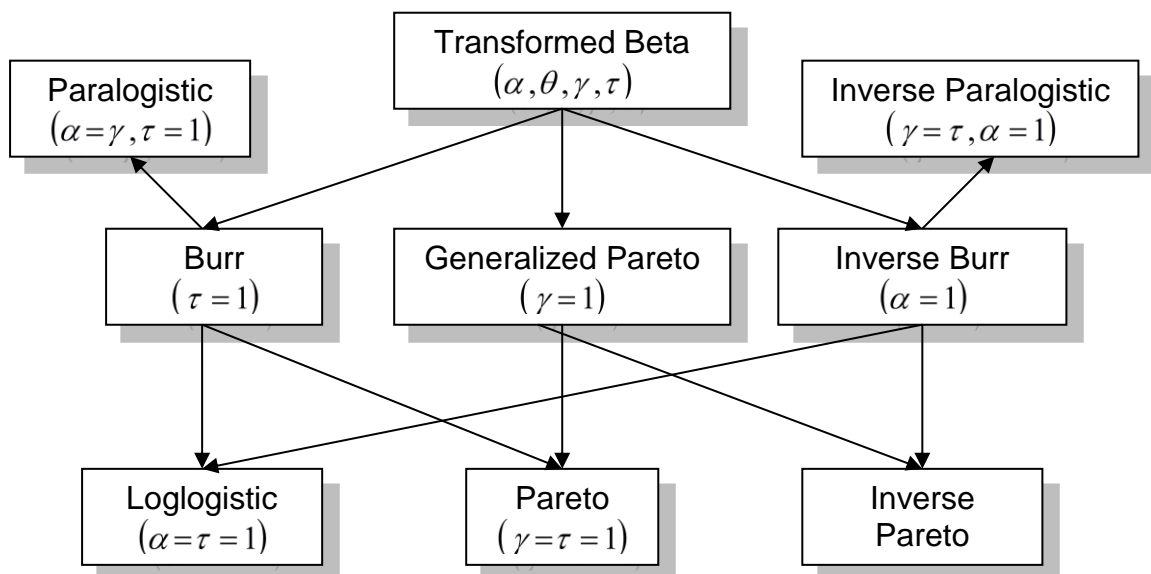 Transformed Beta
(α, θ, γ, τ)
Paralogistic
(α = γ, τ = 1)
Inverse Paralogistic
(γ = τ, α = 1)
Burr
(τ = 1)
Generalized Pareto
(γ = 1)
Inverse Burr
(α = 1)
Loglogistic
(α = τ = 1)
Pareto
(γ = τ = 1)
Inverse
Pareto